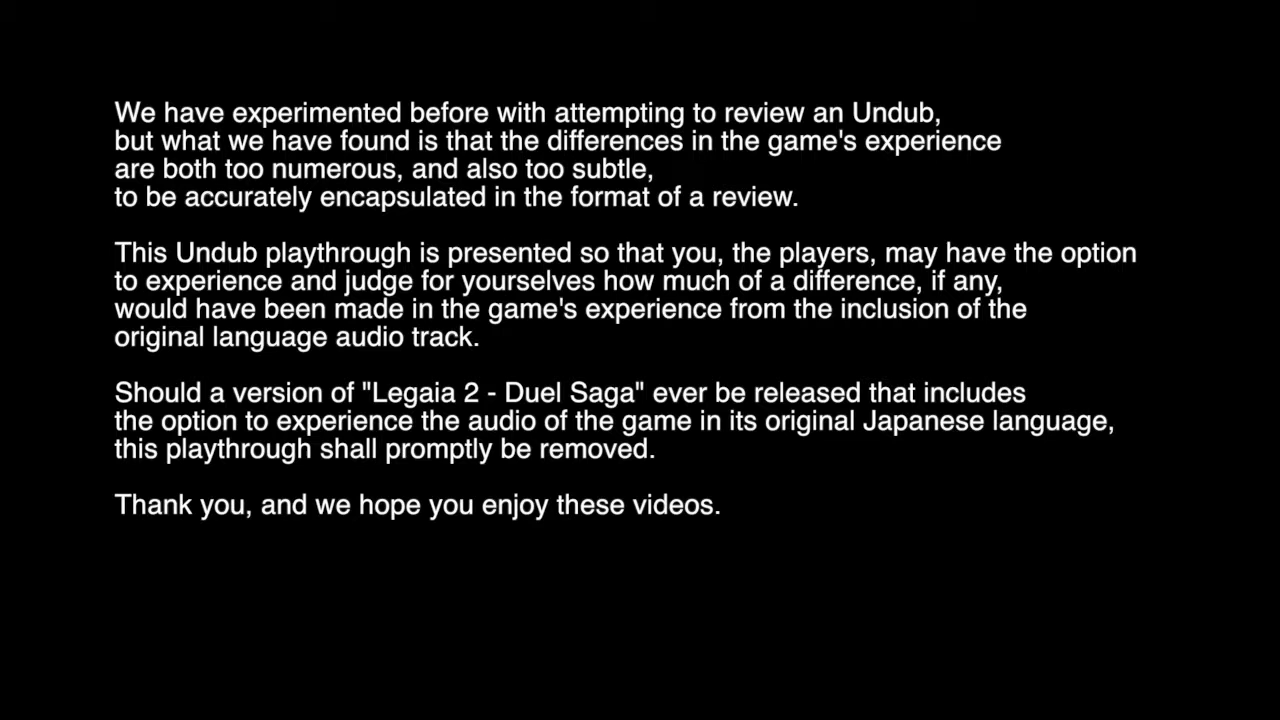 We have experimented before with attempting to review an Undub,
but what we have found is that the differences in the game's experience
are both too numerous, and also too subtle,
to be accurately encapsulated in the format of a review.
This Undub playthrough is presented so that you, the players, may have the option
to experience and judge for yourselves how much of a difference, if any,
would have been made in the game's experience from the inclusion of the
original language audio track.
Should a version of "Legaia 2 - Duel Saga" ever be released that includes
the option to experience the audio of the game in its original Japanese language,
this playthrough shall promptly be removed.
Thank you, and we hope you enjoy these videos.